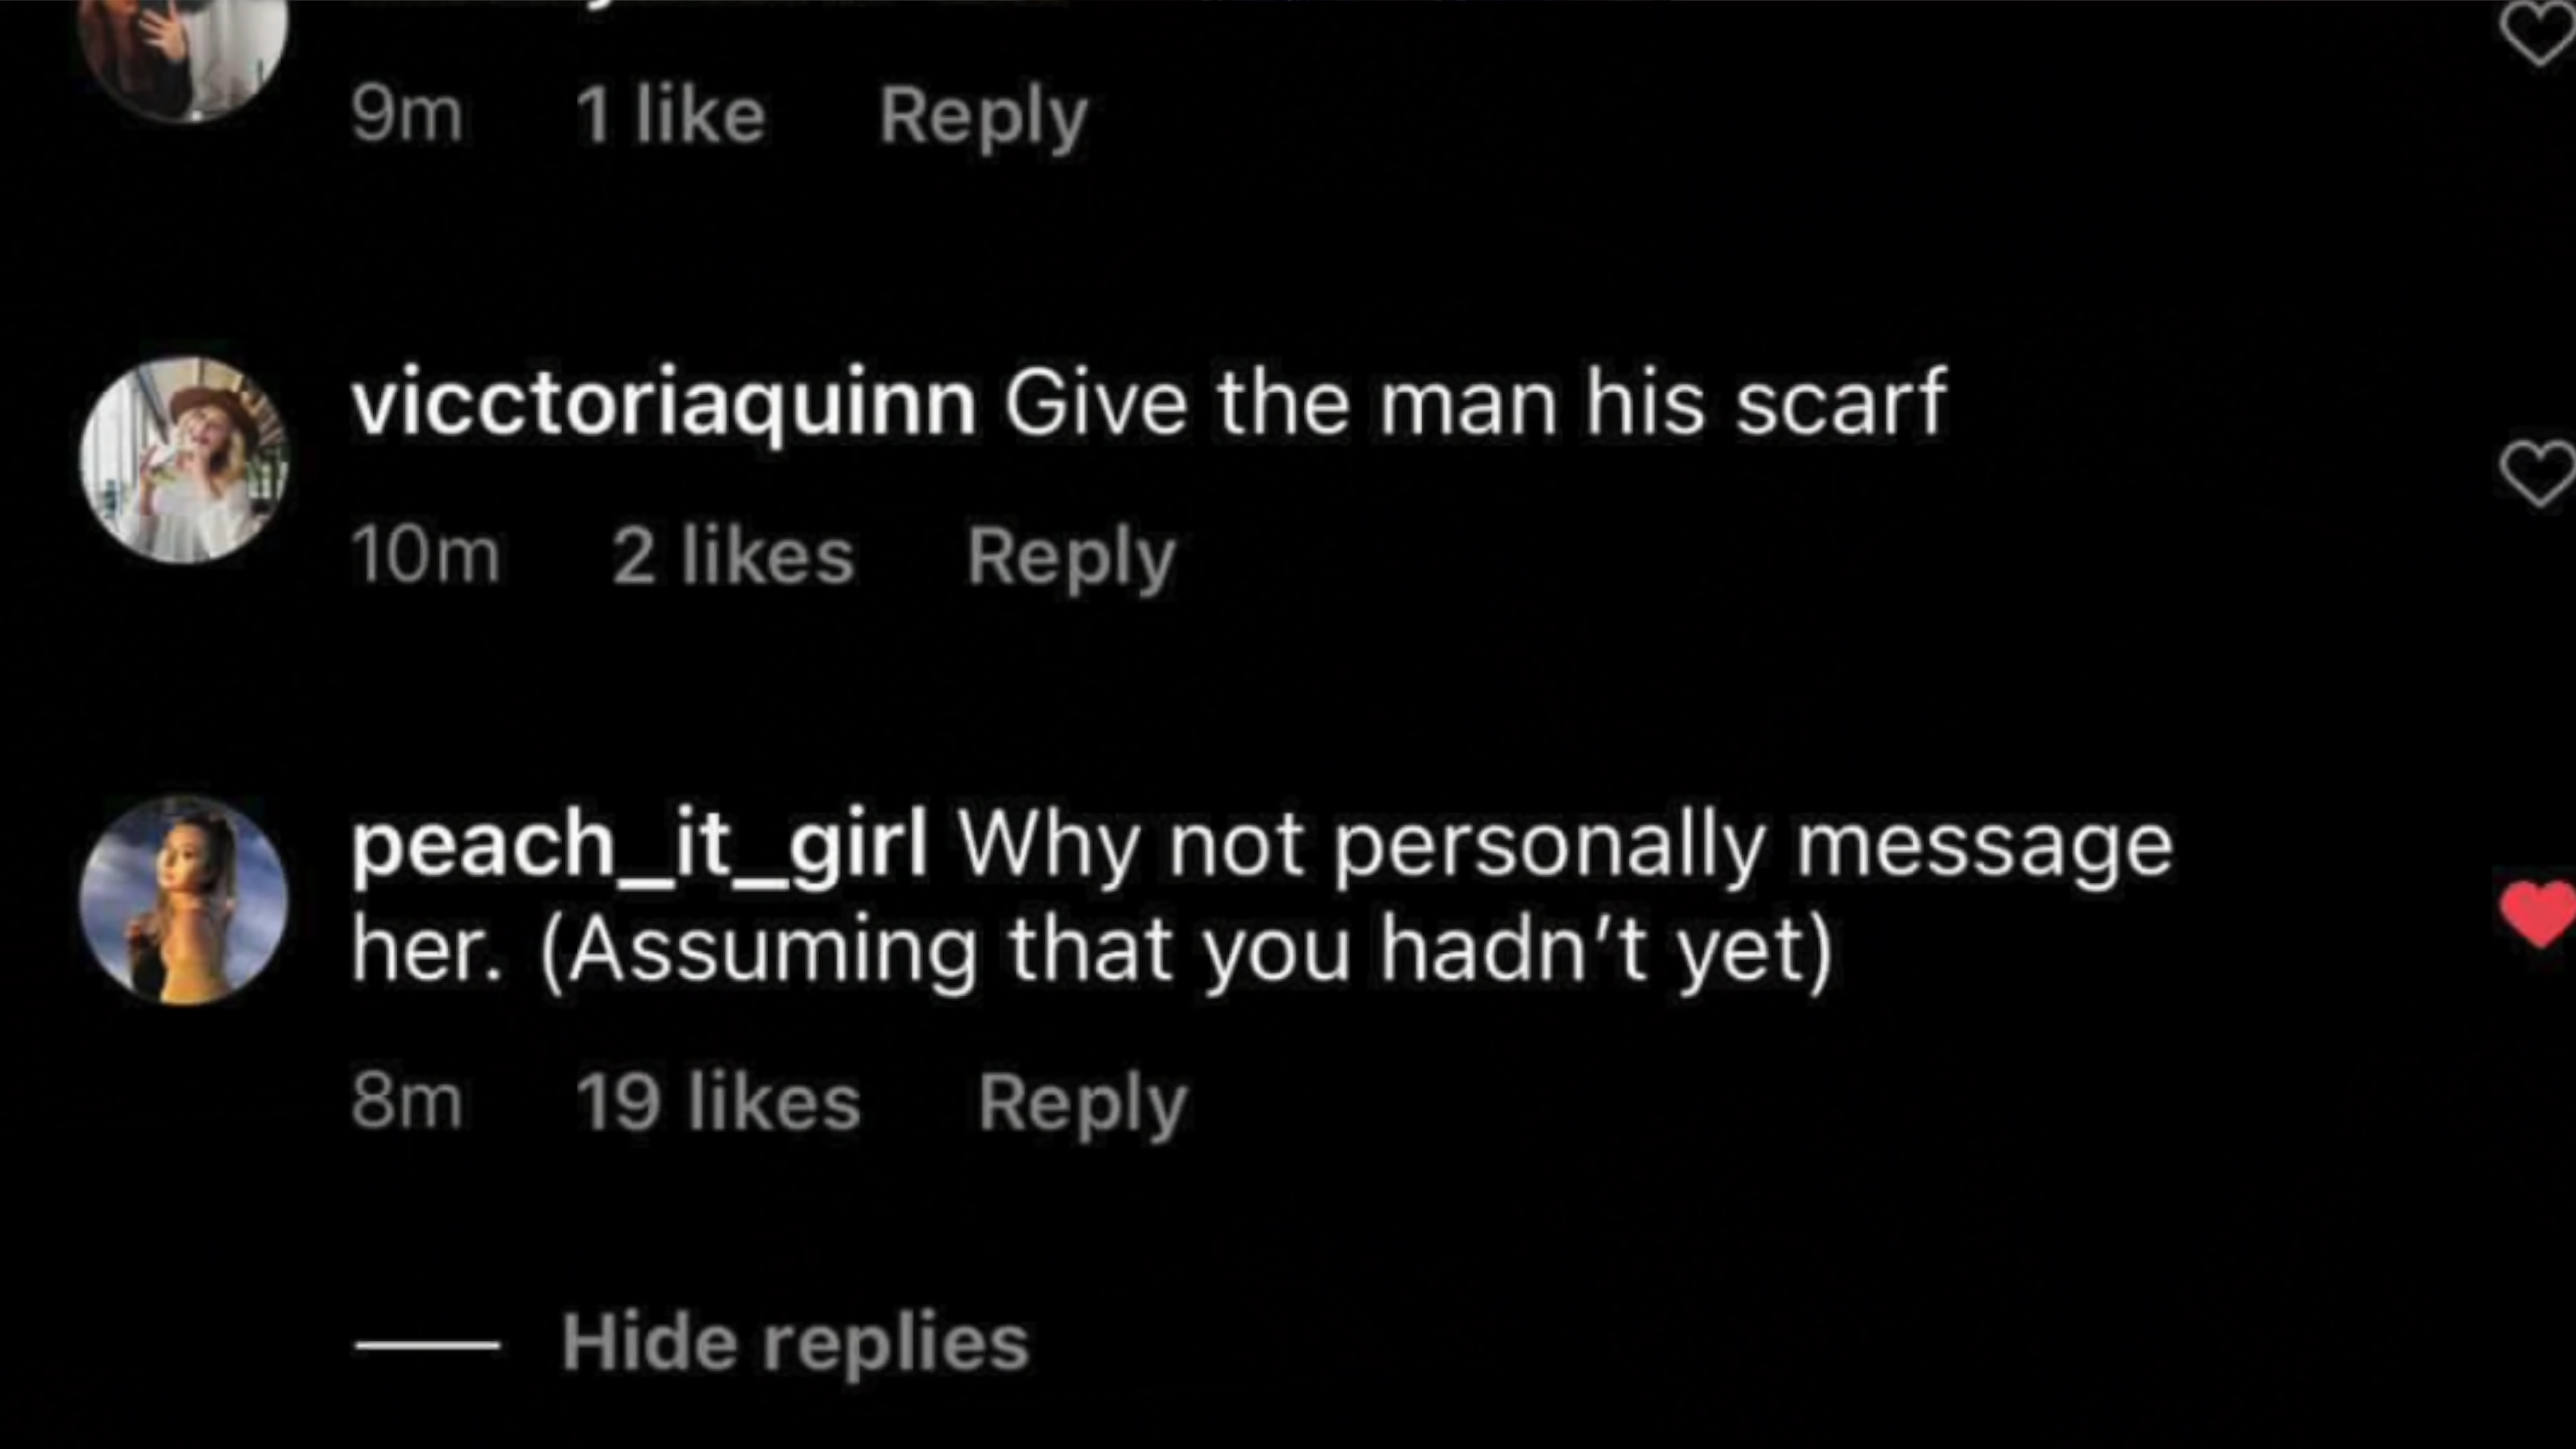 9m 1 like Reply
vicctoriaquinn Give the man his scarf
10m 2 likes Reply
peach_it_girl Why not personally message
her. (Assuming that you hadn't yet)
8m 19 likes Reply
Hide replies